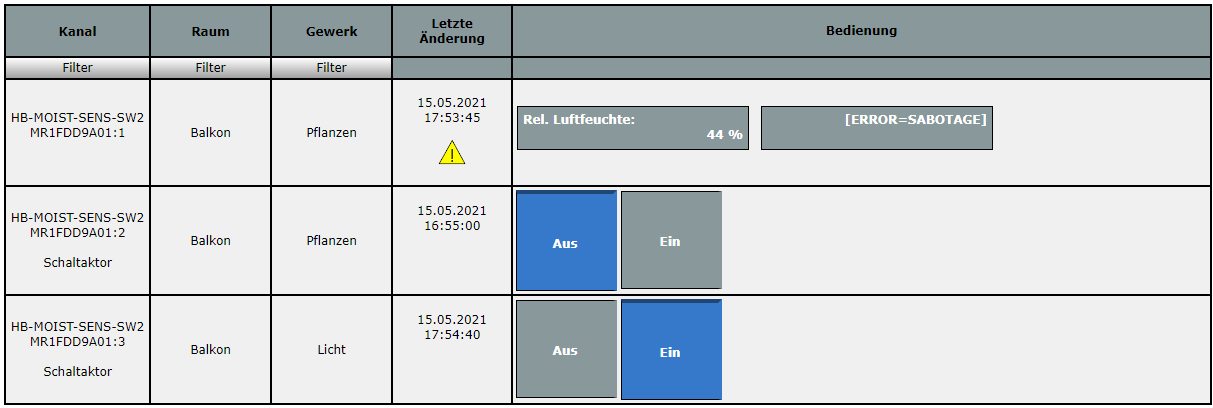 Kanal
Raum
Gewerk
Letzte
Änderung
Bedienung
Filter
Filter
Filter
HB-MOIST-SENS-SW2
MR1FDD9A01:1
Balkon
Pflanzen
15.05.2021
17:53:45
Rel. Luftfeuchte:
44 %
[ERROR=SABOTAGE]
HB-MOIST-SENS-SW2
MR1FDD9A01:2
Schaltaktor
Balkon
Pflanzen
15.05.2021
16:55:00
Aus
Ein
HB-MOIST-SENS-SW2
MR1FDD9A01:3
Schaltaktor
Balkon
Licht
15.05.2021
17:54:40
Aus
Ein